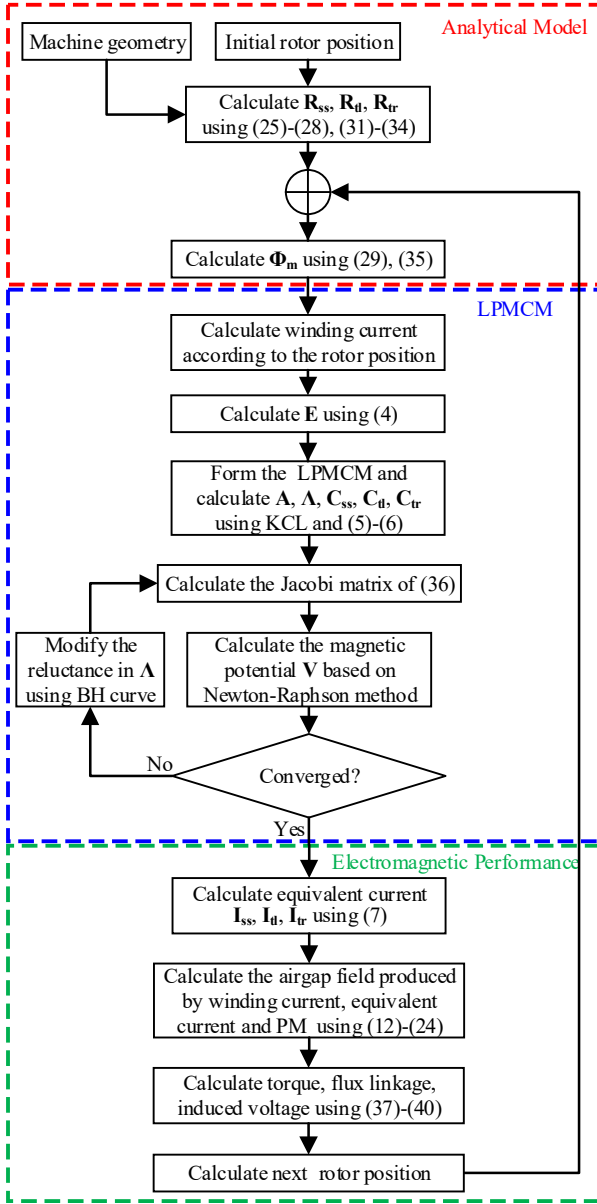 Analytical Model
Machine geometry
Initial rotor position
Calculate R_ss, R_tl, R_tr
using (25)-(28), (31)-(34)
Calculate Φ_m using (29), (35)
LPMCM
Calculate winding current
according to the rotor position
Calculate E using (4)
Form the LPMCM and
calculate A, Λ, C_ss, C_tl, C_tr
using KCL and (5)-(6)
Calculate the Jacobi matrix of (36)
Modify the
reluctance in Λ
using BH curve
Calculate the magnetic
potential V based on
Newton-Raphson method
No
Converged?
Yes
Electromagnetic Performance
Calculate equivalent current
I_ss, I_tl, I_tr using (7)
Calculate the airgap field produced
by winding current, equivalent
current and PM using (12)-(24)
Calculate torque, flux linkage,
induced voltage using (37)-(40)
Calculate next rotor position